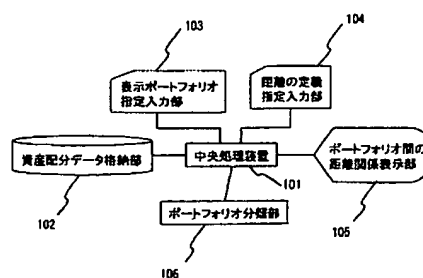 103
104
表示ポートフォリオ
指定入力部
距離の定義
指定入力部
資産配分データ格納部
中央処理装置
ポートフォリオ間の
距離関係表示部
101
102
ポートフォリオ分類部
105
106